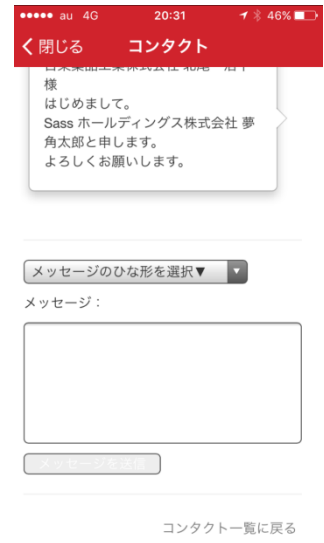 au 4G 20:31 46%
閉じる コンタクト
様
はじめまして。
Sass ホールディングス株式会社 夢
角太郎と申します。
よろしくお願いします。
メッセージのひな形を選択▼
メッセージ：
メッセージを送信
コンタクト一覧に戻る